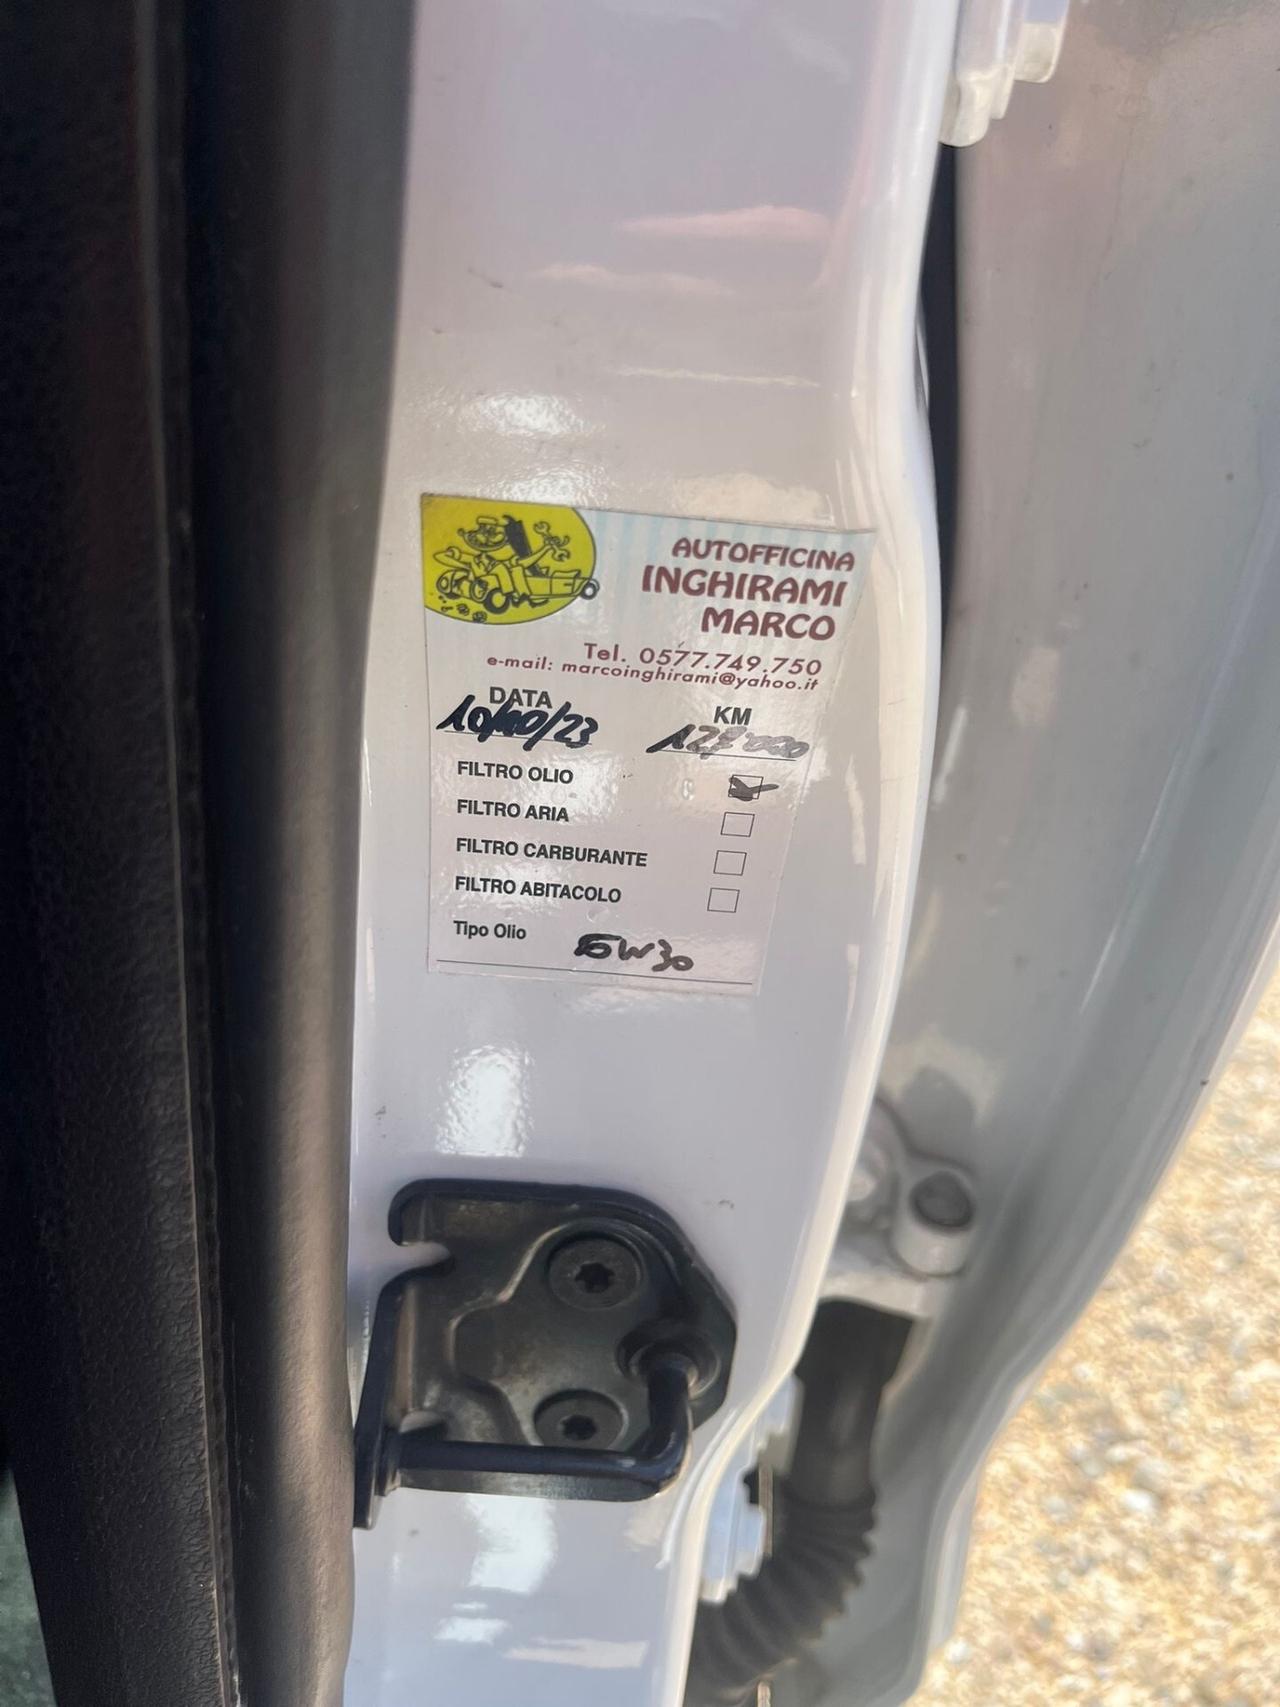 AUTOFFICINA
INGHIRAMI
MARCO
Tel. 0577.749.750
e-mail: marcoinghirami@yahoo.it
DATA KM
10/10/23
FILTRO OLIO
FILTRO ARIA
FILTRO CARBURANTE
FILTRO ABITACOLO
Tipo Olio 5W30